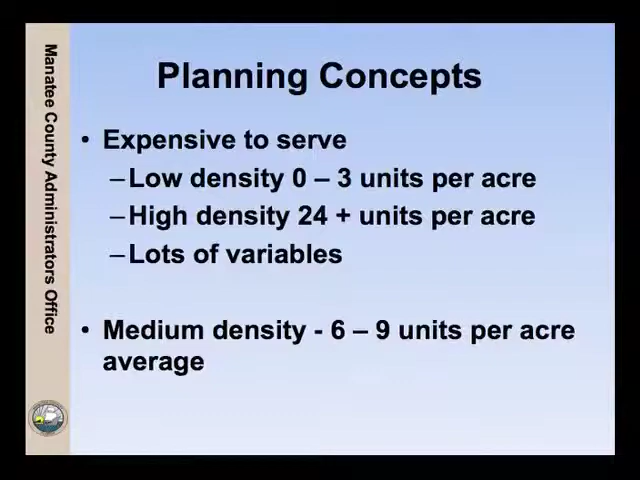 Manatee County Administrators Office
Planning Concepts
• Expensive to serve
–Low density 0 – 3 units per acre
–High density 24 + units per acre
–Lots of variables
• Medium density - 6 – 9 units per acre
average